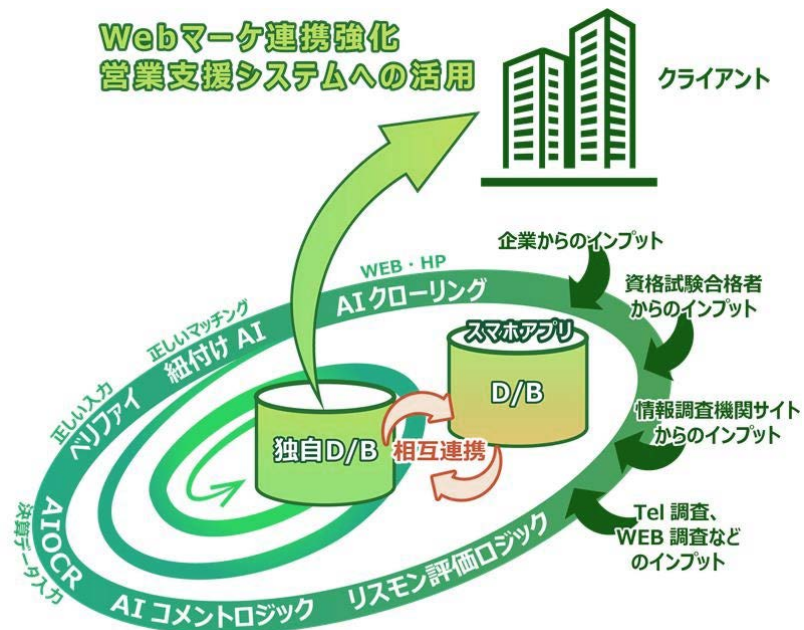 Webマーケ連携強化
営業支援システムへの活用
クライアント
企業からのインプット
資格試験合格者
からのインプット
情報調査機関サイト
からのインプット
Tel 調査、
WEB 調査など
のインプット
WEB・HP
AI クローリング
正しいマッチング
紐付け AI
正しい入力
ベリファイ
AIOCR
決算データ入力
AI コメントロジック
リスモン評価ロジック
スマホアプリ
D/B
独自D/B
相互連携